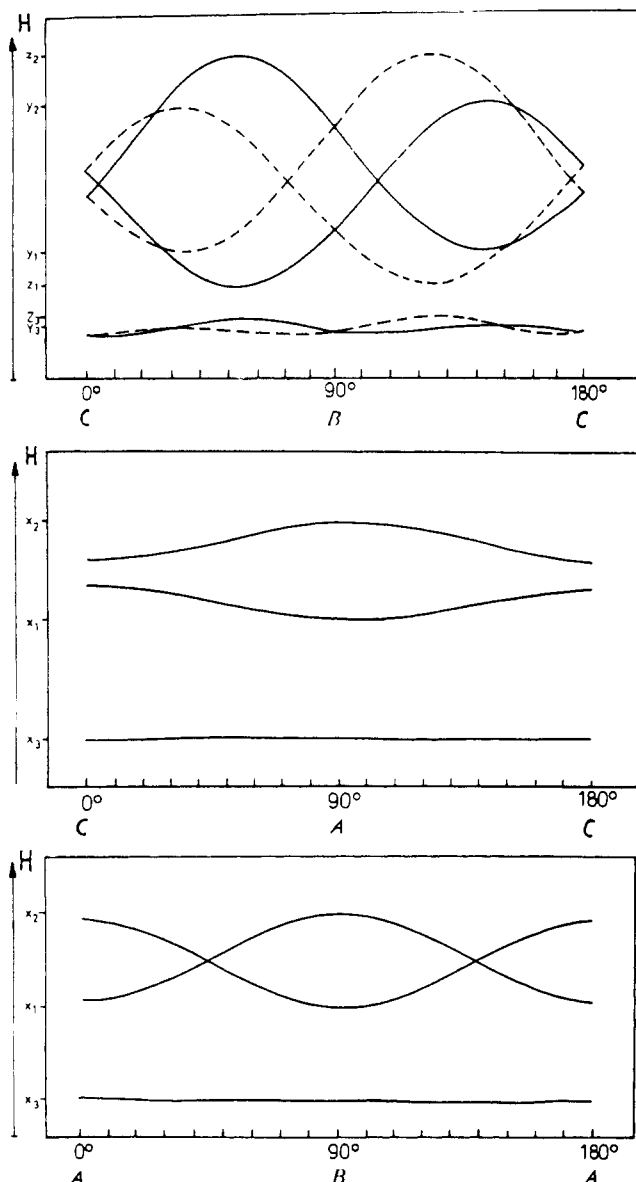 H
z₂
y₂
y₁
z₁
z₃
y₃
0° 90° 180°
C B C
H
x₂
x₁
x₃
0° 90° 180°
C A C
H
x₂
x₁
x₃
0° 90° 180°
A B A